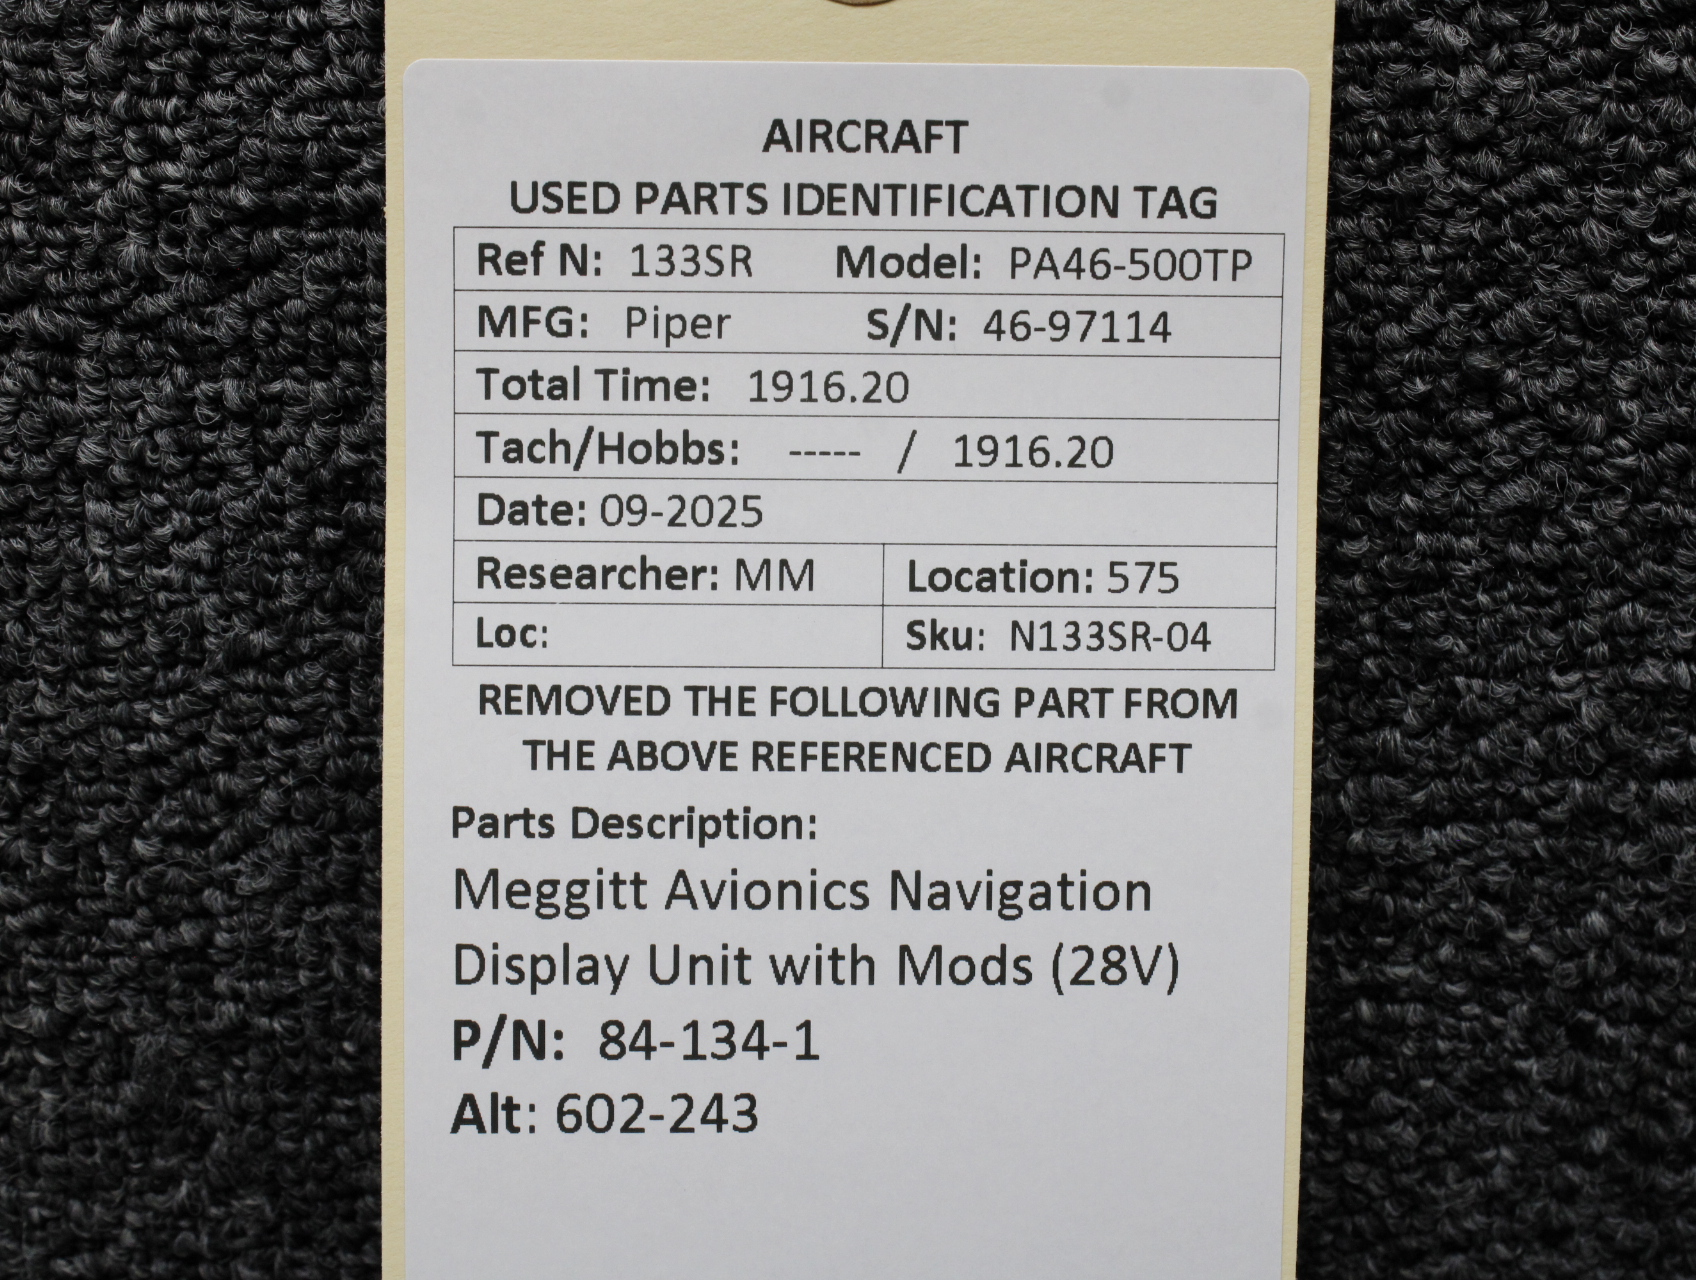 AIRCRAFT
USED PARTS IDENTIFICATION TAG
Ref N: 133SR Model: PA46-500TP
MFG: Piper S/N: 46-97114
Total Time: 1916.20
Tach/Hobbs: ----- / 1916.20
Date: 09-2025
Researcher: MM Location: 575
Loc: Sku: N133SR-04
REMOVED THE FOLLOWING PART FROM
THE ABOVE REFERENCED AIRCRAFT
Parts Description:
Meggitt Avionics Navigation
Display Unit with Mods (28V)
P/N: 84-134-1
Alt: 602-243